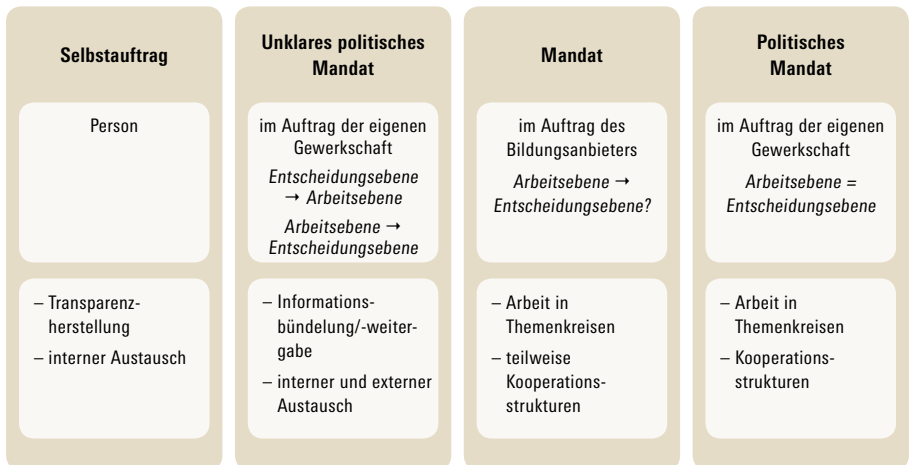 Selbstauftrag
Person
– Transparenz-
herstellung
– interner Austausch
Unklares politisches
Mandat
im Auftrag der eigenen
Gewerkschaft
Entscheidungsebene
→ Arbeitsebene
Arbeitsebene →
Entscheidungsebene
– Informations-
bündelung/-weiter-
gabe
– interner und externer
Austausch
Mandat
im Auftrag des
Bildungsanbieters
Arbeitsebene →
Entscheidungsebene?
– Arbeit in
Themenkreisen
– teilweise
Kooperations-
strukturen
Politisches
Mandat
im Auftrag der eigenen
Gewerkschaft
Arbeitsebene =
Entscheidungsebene
– Arbeit in
Themenkreisen
– Kooperations-
strukturen